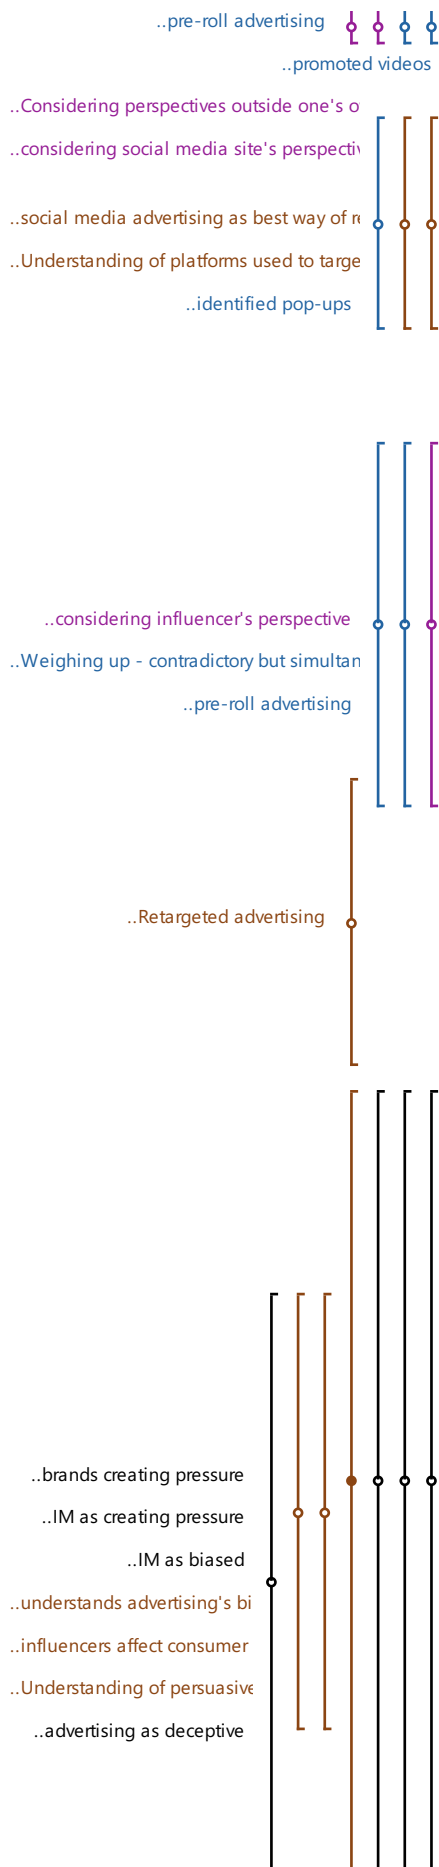 ..pre-roll advertising
..promoted videos
..Considering perspectives outside one's o
..considering social media site's perspectiv
..social media advertising as best way of re
..Understanding of platforms used to targe
..identified pop-ups
..considering influencer's perspective
..Weighing up - contradictory but simultan
..pre-roll advertising
..Retargeted advertising
..brands creating pressure
..IM as creating pressure
..IM as biased
..understands advertising's bi
..influencers affect consumer
..Understanding of persuasive
..advertising as deceptive